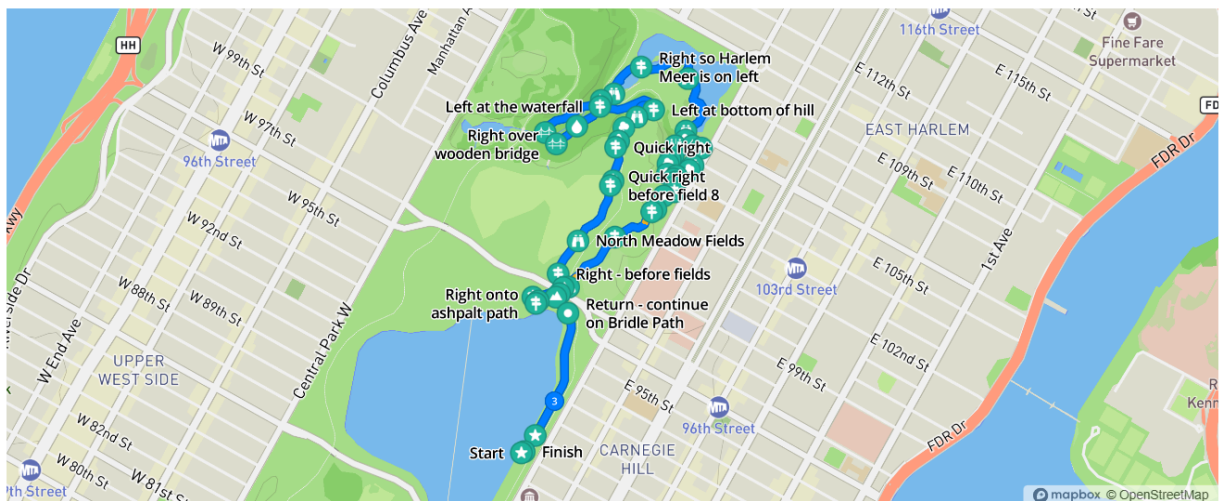 HH
W 99th St
Columbus Ave
Manhattan A
116th Street
Fine Fare
Supermarket
E 115th St
E 112th St
FD
W 97th St
96th Street
Right so Harlem
Meer is on left
Left at the waterfall
Left at bottom of hill
Right over
wooden bridge
Quick right
EAST HARLEM
E 109th St
E 110th St
FDR Dr
W 95th St
Quick right
before field 8
W 92nd St
North Meadow Fields
1st Ave
E 105th St
kwy
Riverside Dr
W 88th St
W 89th St
Right - before fields
103rd Street
Right onto
ashpalt path
Return - continue
on Bridle Path
W End Ave
Central Park W
E 102nd St
UPPER
WEST SIDE
E 99th St
3
E 95th St
R
Kenn
W 82nd St
96th Street
FDR Dr
Start
Finish
CARNEGIE
HILL
W 80th St
W 81st St
th Street
mapbox © OpenStreetMap